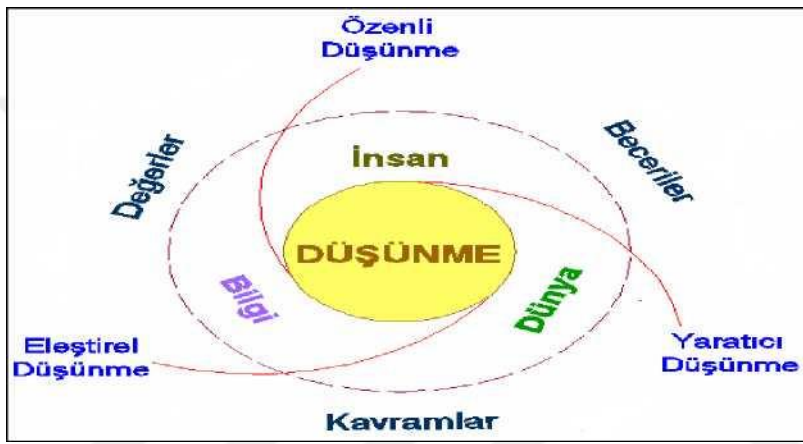 Özenli
Düşünme
Değerler
Beceriler
İnsan
DÜŞÜNME
Bilgi
Dünya
Eleştirel
Düşünme
Yaratıcı
Düşünme
Kavramlar